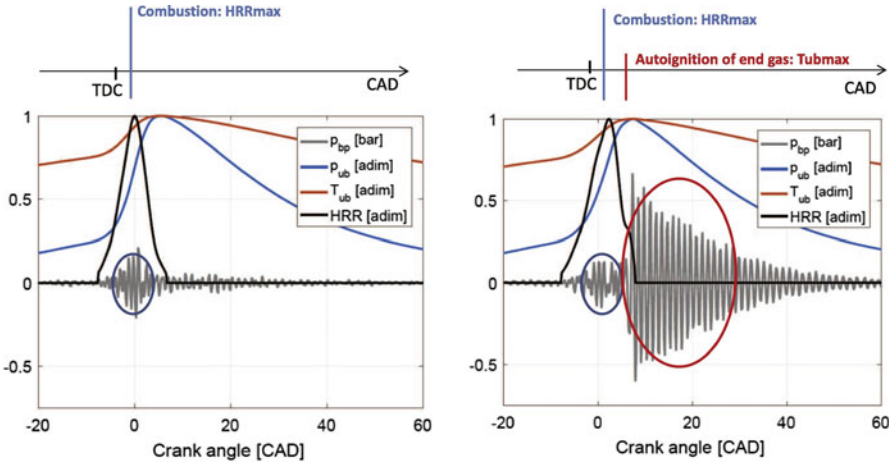 Combustion: HRRmax
TDC
CAD
1
0.5
0
-0.5
-20
0
20
40
60
Crank angle [CAD]
p_bp [bar]
p_ub [adim]
T_ub [adim]
HRR [adim]
Combustion: HRRmax
Autoignition of end gas: Tubmax
TDC
CAD
1
0.5
0
-0.5
-20
0
20
40
60
Crank angle [CAD]
p_bp [bar]
p_ub [adim]
T_ub [adim]
HRR [adim]